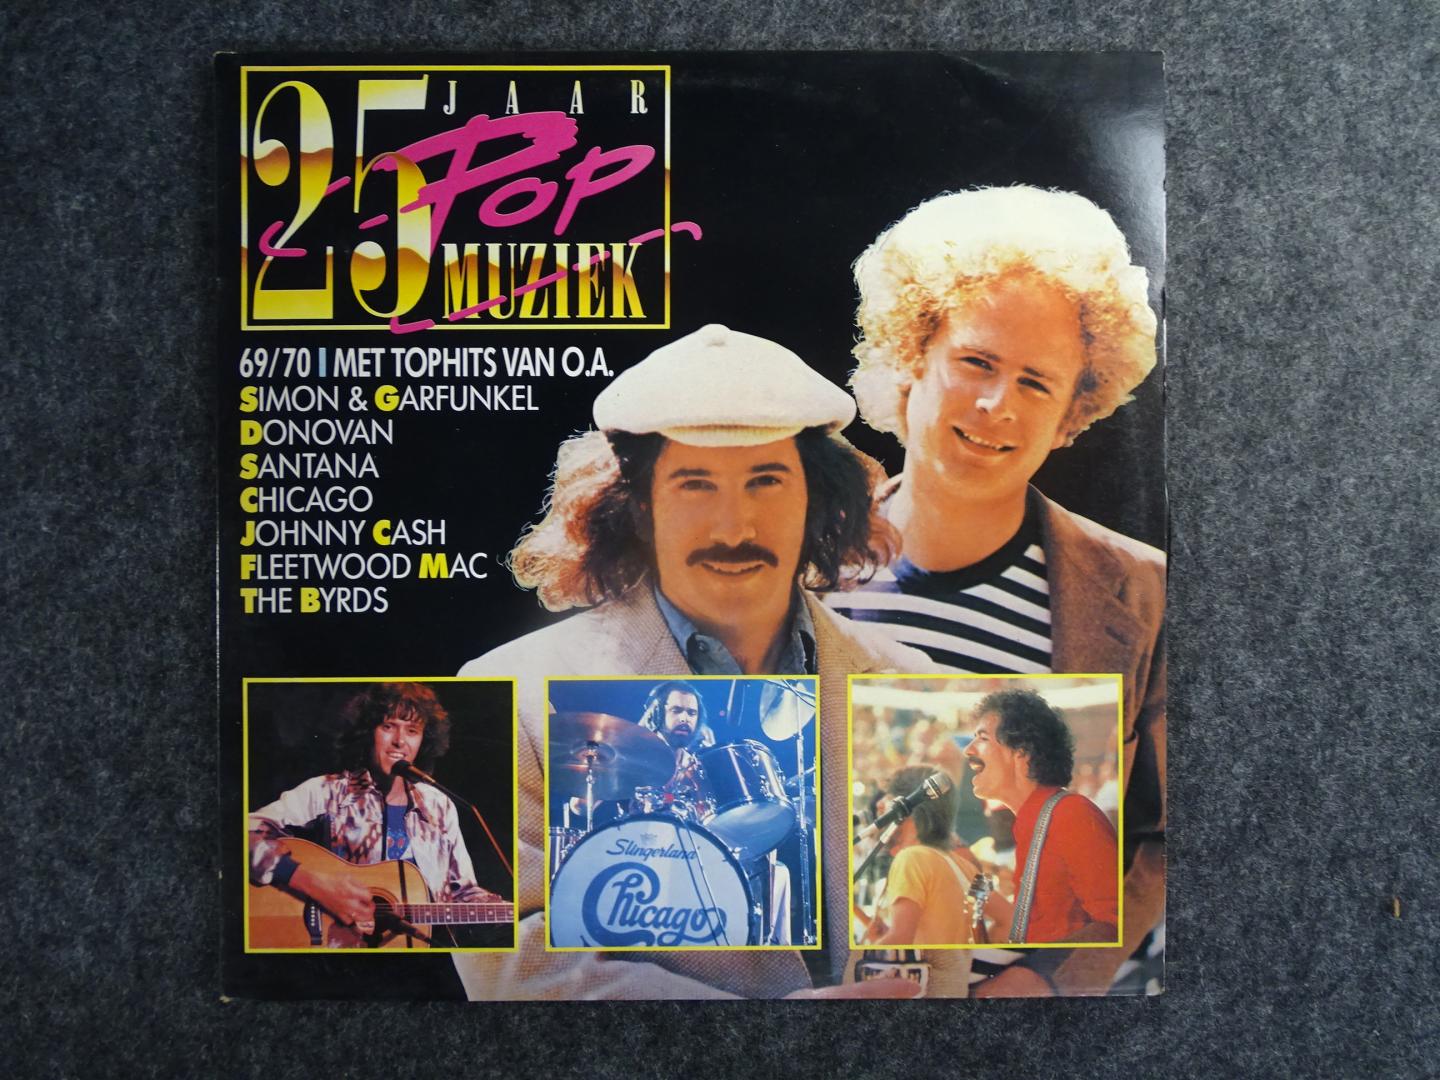 25 JAAR
Pop
MUZIEK
69/70 | MET TOPHITS VAN O.A.
SIMON & GARFUNKEL
DONOVAN
SANTANA
CHICAGO
JOHNNY CASH
FLEETWOOD MAC
THE BYRDS
Slingerland
Chicago